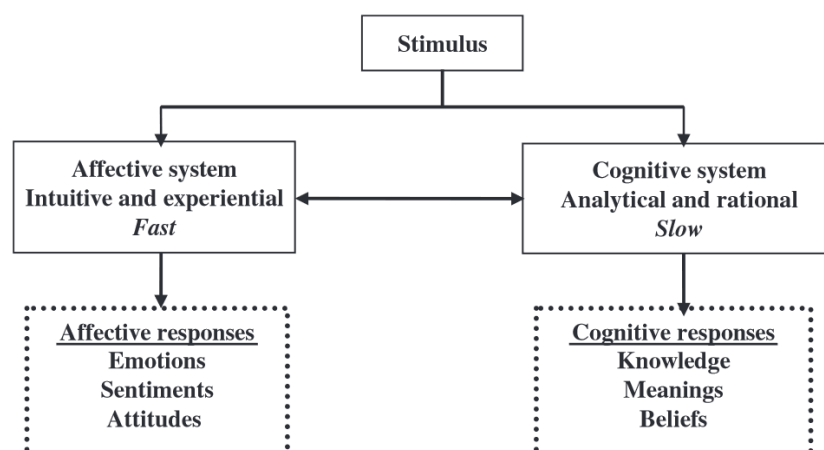 Stimulus
Affective system
Intuitive and experiential
Fast
Cognitive system
Analytical and rational
Slow
Affective responses
Emotions
Sentiments
Attitudes
Cognitive responses
Knowledge
Meanings
Beliefs